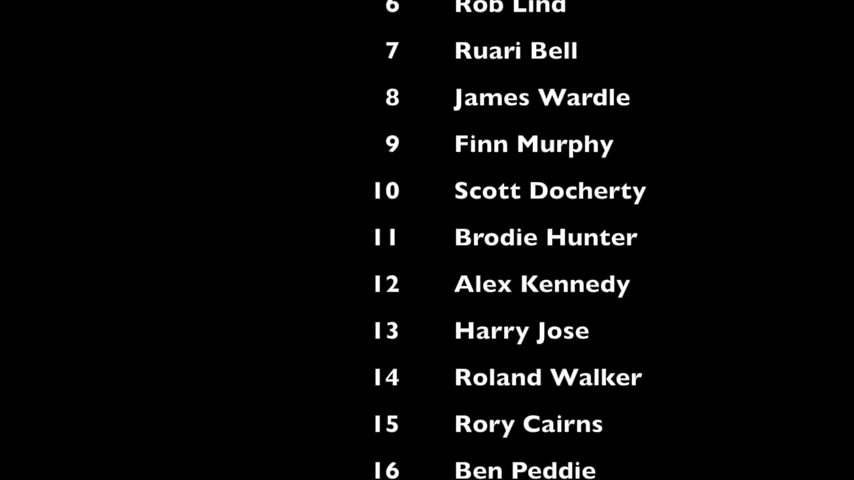 6 Rob Lind
7 Ruari Bell
8 James Wardle
9 Finn Murphy
10 Scott Docherty
11 Brodie Hunter
12 Alex Kennedy
13 Harry Jose
14 Roland Walker
15 Rory Cairns
16 Ben Peddie